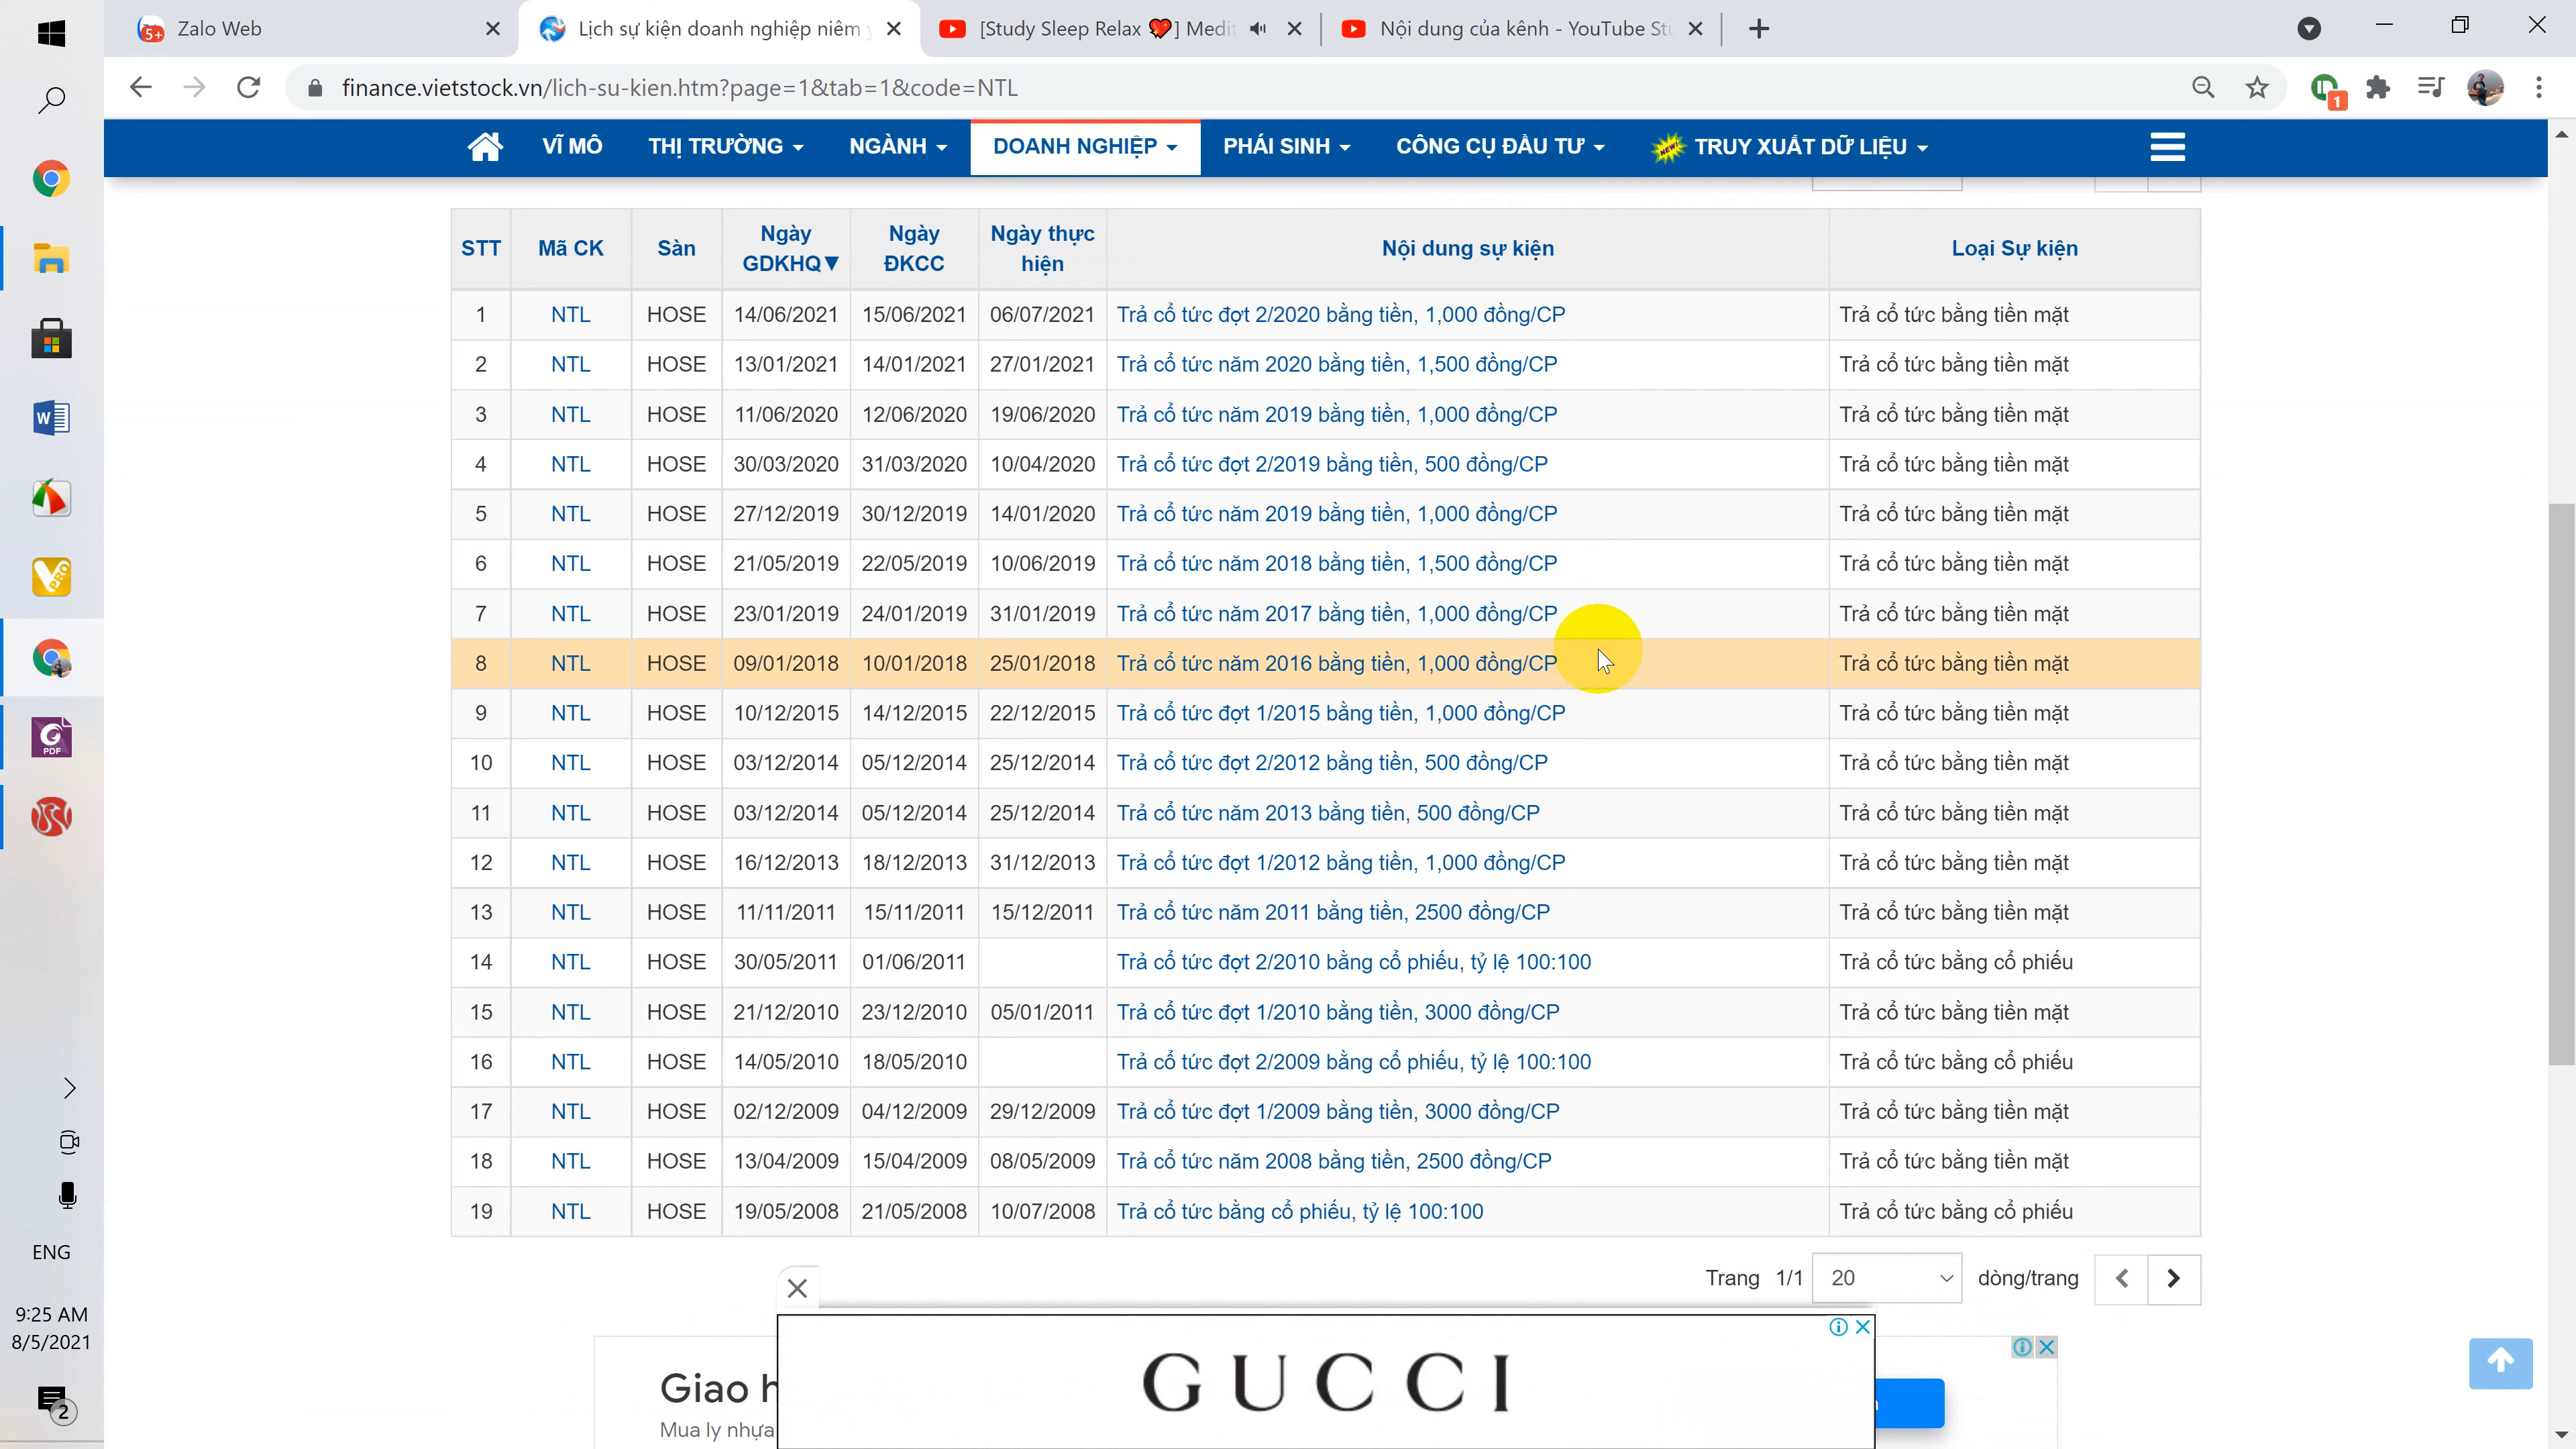 Zalo Web
5+
Lịch sự kiện doanh nghiệp niêm y
[Study Sleep Relax 💖] Medit
Nội dung của kênh - YouTube Stu
finance.vietstock.vn/lich-su-kien.htm?page=1&tab=1&code=NTL
1
VĨ MÔ THỊ TRƯỜNG NGÀNH DOANH NGHIỆP PHÁI SINH CÔNG CỤ ĐẦU TƯ NEW TRUY XUẤT DỮ LIỆU
STT Mã CK Sàn Ngày GDKHQ▼ Ngày ĐKCC Ngày thực hiện Nội dung sự kiện Loại Sự kiện
1 NTL HOSE 14/06/2021 15/06/2021 06/07/2021 Trả cổ tức đợt 2/2020 bằng tiền, 1,000 đồng/CP Trả cổ tức bằng tiền mặt
2 NTL HOSE 13/01/2021 14/01/2021 27/01/2021 Trả cổ tức năm 2020 bằng tiền, 1,500 đồng/CP Trả cổ tức bằng tiền mặt
3 NTL HOSE 11/06/2020 12/06/2020 19/06/2020 Trả cổ tức năm 2019 bằng tiền, 1,000 đồng/CP Trả cổ tức bằng tiền mặt
4 NTL HOSE 30/03/2020 31/03/2020 10/04/2020 Trả cổ tức đợt 2/2019 bằng tiền, 500 đồng/CP Trả cổ tức bằng tiền mặt
5 NTL HOSE 27/12/2019 30/12/2019 14/01/2020 Trả cổ tức năm 2019 bằng tiền, 1,000 đồng/CP Trả cổ tức bằng tiền mặt
6 NTL HOSE 21/05/2019 22/05/2019 10/06/2019 Trả cổ tức năm 2018 bằng tiền, 1,500 đồng/CP Trả cổ tức bằng tiền mặt
7 NTL HOSE 23/01/2019 24/01/2019 31/01/2019 Trả cổ tức năm 2017 bằng tiền, 1,000 đồng/CP Trả cổ tức bằng tiền mặt
8 NTL HOSE 09/01/2018 10/01/2018 25/01/2018 Trả cổ tức năm 2016 bằng tiền, 1,000 đồng/CP Trả cổ tức bằng tiền mặt
9 NTL HOSE 10/12/2015 14/12/2015 22/12/2015 Trả cổ tức đợt 1/2015 bằng tiền, 1,000 đồng/CP Trả cổ tức bằng tiền mặt
10 NTL HOSE 03/12/2014 05/12/2014 25/12/2014 Trả cổ tức đợt 2/2012 bằng tiền, 500 đồng/CP Trả cổ tức bằng tiền mặt
11 NTL HOSE 03/12/2014 05/12/2014 25/12/2014 Trả cổ tức năm 2013 bằng tiền, 500 đồng/CP Trả cổ tức bằng tiền mặt
12 NTL HOSE 16/12/2013 18/12/2013 31/12/2013 Trả cổ tức đợt 1/2012 bằng tiền, 1,000 đồng/CP Trả cổ tức bằng tiền mặt
13 NTL HOSE 11/11/2011 15/11/2011 15/12/2011 Trả cổ tức năm 2011 bằng tiền, 2500 đồng/CP Trả cổ tức bằng tiền mặt
14 NTL HOSE 30/05/2011 01/06/2011 Trả cổ tức đợt 2/2010 bằng cổ phiếu, tỷ lệ 100:100 Trả cổ tức bằng cổ phiếu
15 NTL HOSE 21/12/2010 23/12/2010 05/01/2011 Trả cổ tức đợt 1/2010 bằng tiền, 3000 đồng/CP Trả cổ tức bằng tiền mặt
16 NTL HOSE 14/05/2010 18/05/2010 Trả cổ tức đợt 2/2009 bằng cổ phiếu, tỷ lệ 100:100 Trả cổ tức bằng cổ phiếu
17 NTL HOSE 02/12/2009 04/12/2009 29/12/2009 Trả cổ tức đợt 1/2009 bằng tiền, 3000 đồng/CP Trả cổ tức bằng tiền mặt
18 NTL HOSE 13/04/2009 15/04/2009 08/05/2009 Trả cổ tức năm 2008 bằng tiền, 2500 đồng/CP Trả cổ tức bằng tiền mặt
19 NTL HOSE 19/05/2008 21/05/2008 10/07/2008 Trả cổ tức bằng cổ phiếu, tỷ lệ 100:100 Trả cổ tức bằng cổ phiếu
Trang 1/1 20 dòng/trang
GUCCI
Giao h
Mua ly nhựa
W
PRO
PDF
ENG
9:25 AM
8/5/2021
2